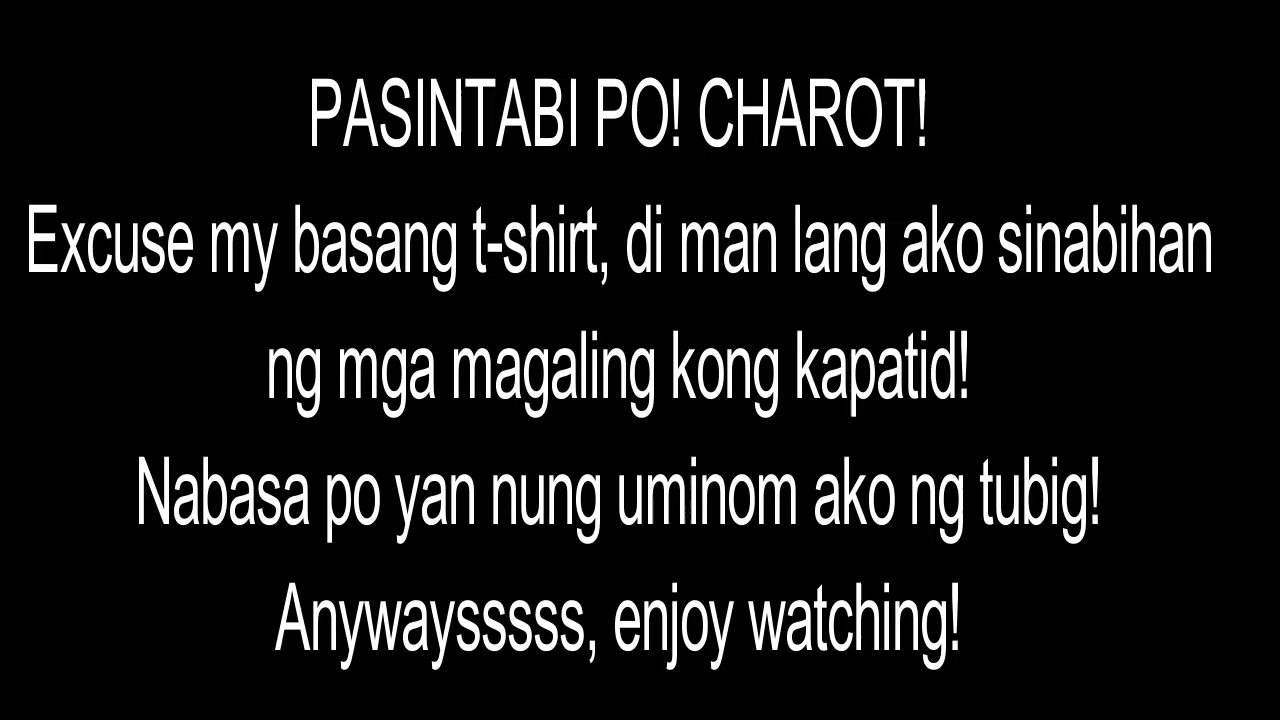 PASINTABI PO! CHAROT!
Excuse my basang t-shirt, di man lang ako sinabihan
ng mga magaling kong kapatid!
Nabasa po yan nung uminom ako ng tubig!
Anywaysssss, enjoy watching!